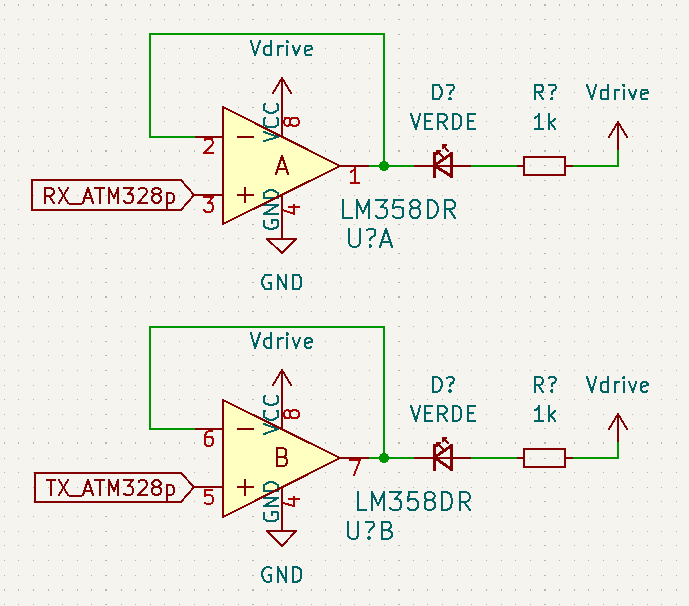 Vdrive
D?
R?
Vdrive
VERDE
1k
VCC
8
2
−
A
1
RX_ATM328p
3
+
GND
4
LM358DR
U?A
GND
Vdrive
D?
R?
Vdrive
VERDE
1k
VCC
8
6
−
B
7
TX_ATM328p
5
+
GND
4
LM358DR
U?B
GND